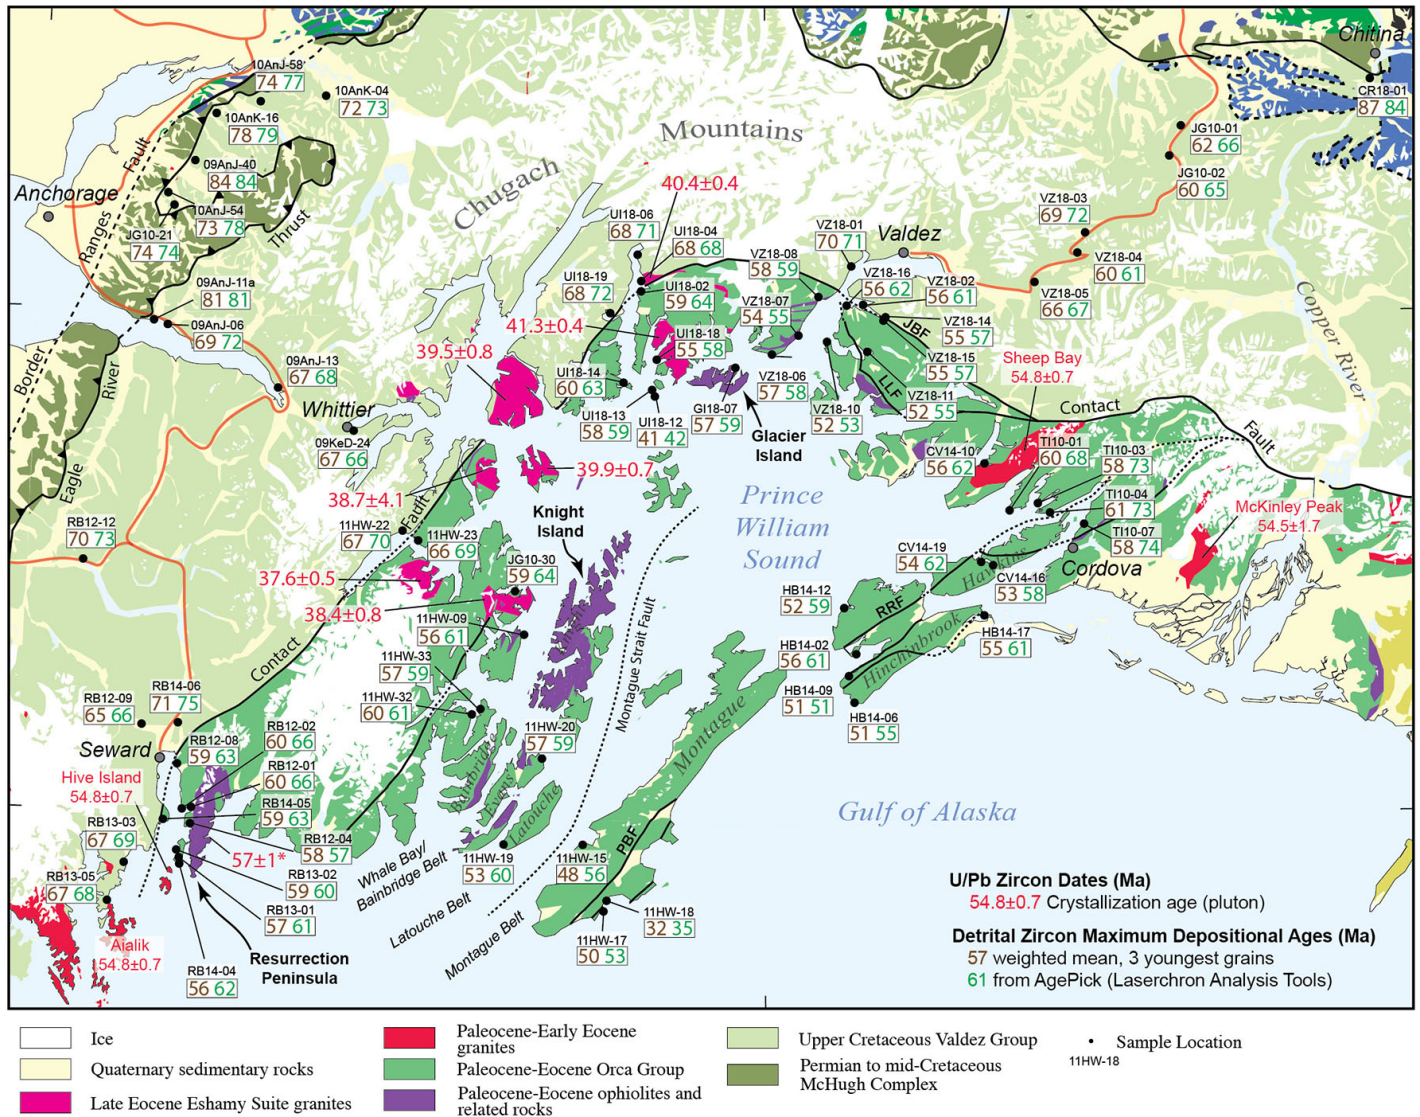 Chitina
CR18-01
87 84
10AnJ-58
74 77
10AnK-04
72 73
10AnK-16
78 79
09AnJ-40
84 84
10AnJ-54
73 78
JG10-21
74 74
Thrust
Anchorage
Border
Ranges
Fault
Eagle
River
Chugach
Mountains
09AnJ-11a
81 81
09AnJ-06
69 72
09AnJ-13
67 68
Whittier
09KeD-24
67 66
JG10-01
62 66
JG10-02
60 65
VZ18-03
69 72
VZ18-04
60 61
VZ18-05
66 67
Copper River
40.4±0.4
UI18-06
68 71
UI18-04
68 68
UI18-19
68 72
UI18-02
59 64
41.3±0.4
UI18-18
55 58
39.5±0.8
UI18-14
60 63
UI18-13
58 59
UI18-12
41 42
GI18-07
57 59
Glacier
Island
VZ18-01
70 71
Valdez
VZ18-08
58 59
VZ18-07
54 55
VZ18-16
56 62
VZ18-02
56 61
VZ18-14
55 57
JBF
VZ18-15
55 57
LLF
VZ18-06
57 58
VZ18-10
52 53
VZ18-11
52 55
Sheep Bay
54.8±0.7
Contact
Fault
CV14-10
56 62
TI10-01
60 68
TI10-03
58 73
TI10-04
61 73
TI10-07
58 74
McKinley Peak
54.5±1.7
Cordova
39.9±0.7
38.7±4.1
Fault
Knight
Island
Prince
William
Sound
RB12-12
70 73
11HW-22
67 70
11HW-23
66 69
JG10-30
59 64
37.6±0.5
38.4±0.8
11HW-09
56 61
11HW-33
57 59
11HW-32
60 61
Contact
Montague Strait Fault
CV14-19
54 62
Hawkins
CV14-16
53 58
HB14-12
52 59
RRF
HB14-02
56 61
Hinchinbrook
HB14-17
55 61
HB14-09
51 51
HB14-06
51 55
RB12-09
65 66
RB14-06
71 75
Seward
RB12-08
59 63
RB12-02
60 66
RB12-01
60 66
RB14-05
59 63
RB12-04
58 57
Hive Island
54.8±0.7
RB13-03
67 69
57±1*
RB13-02
59 60
RB13-05
67 68
RB13-01
57 61
Aialik
54.8±0.7
RB14-04
56 62
Resurrection
Peninsula
11HW-20
57 59
Bainbridge
Evans
Latouche
Montague
11HW-19
53 60
11HW-15
48 56
PBF
Whale Bay/
Bainbridge Belt
Latouche Belt
Montague Belt
11HW-18
32 35
11HW-17
50 53
Gulf of Alaska
U/Pb Zircon Dates (Ma)
54.8±0.7 Crystallization age (pluton)
Detrital Zircon Maximum Depositional Ages (Ma)
57 weighted mean, 3 youngest grains
61 from AgePick (Laserchron Analysis Tools)
Ice
Quaternary sedimentary rocks
Late Eocene Eshamy Suite granites
Paleocene-Early Eocene
granites
Paleocene-Eocene Orca Group
Paleocene-Eocene ophiolites and
related rocks
Upper Cretaceous Valdez Group
Permian to mid-Cretaceous
McHugh Complex
Sample Location
11HW-18